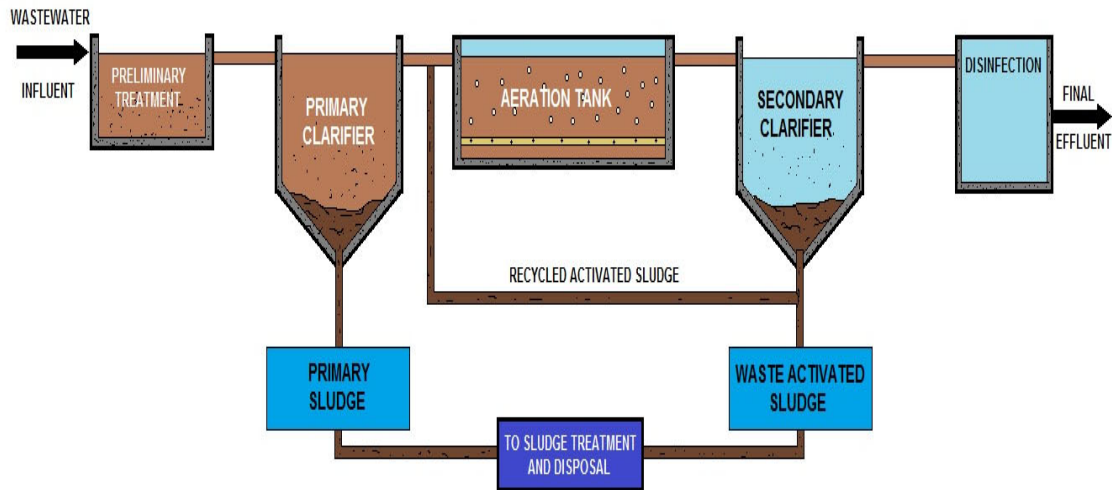 WASTEWATER
INFLUENT
PRELIMINARY
TREATMENT
PRIMARY
CLARIFIER
AERATION TANK
SECONDARY
CLARIFIER
DISINFECTION
FINAL
EFFLUENT
RECYCLED ACTIVATED SLUDGE
PRIMARY
SLUDGE
WASTE ACTIVATED
SLUDGE
TO SLUDGE TREATMENT
AND DISPOSAL